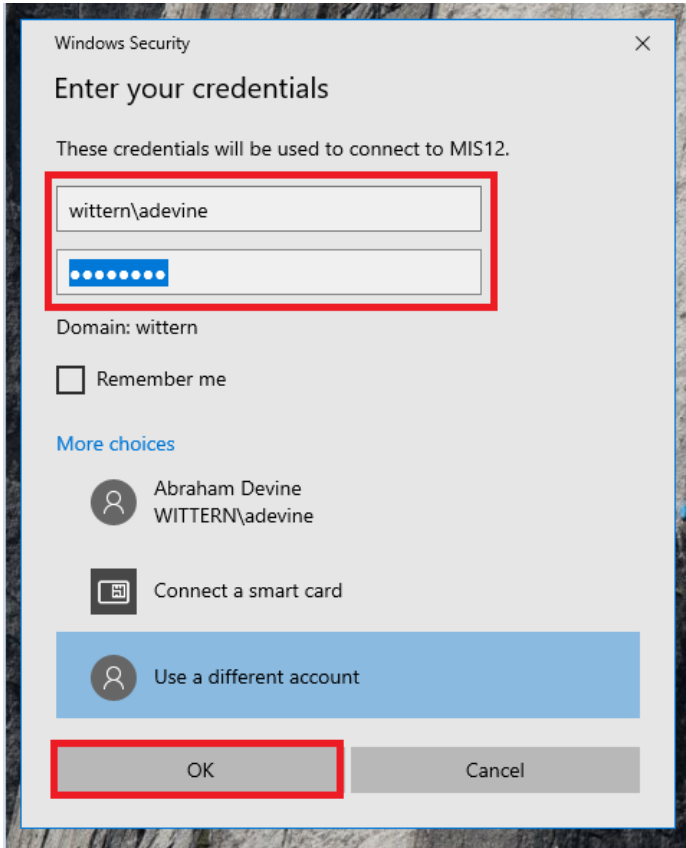 Windows Security
Enter your credentials
These credentials will be used to connect to MIS12.
wittern\adevine
••••••••
Domain: wittern
Remember me
More choices
Abraham Devine
WITTERN\adevine
Connect a smart card
Use a different account
OK
Cancel